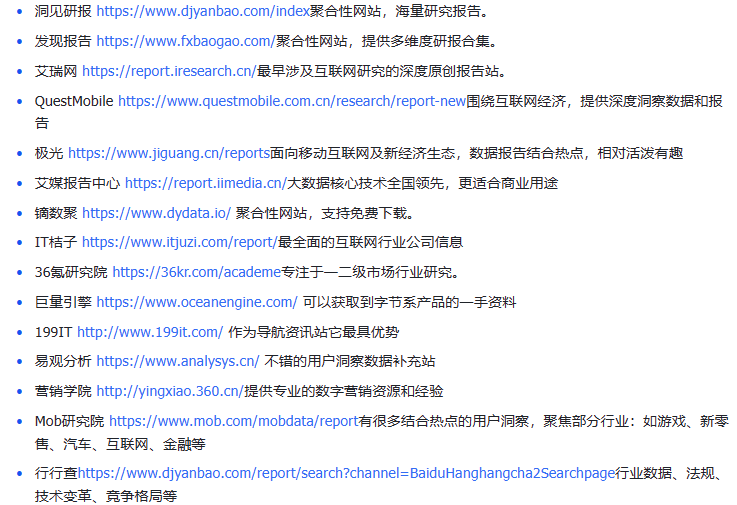 洞见研报 https://www.djyanbao.com/index聚合性网站，海量研究报告。
发现报告 https://www.fxbaogao.com/聚合性网站，提供多维度研报合集。
艾瑞网 https://report.iresearch.cn/最早涉及互联网研究的深度原创报告站。
QuestMobile https://www.questmobile.com.cn/research/report-new围绕互联网经济，提供深度洞察数据和报
告
极光 https://www.jiguang.cn/reports面向移动互联网及新经济生态，数据报告结合热点，相对活泼有趣
艾媒报告中心 https://report.iimedia.cn/大数据核心技术全国领先，更适合商业用途
镝数聚 https://www.dydata.io/ 聚合性网站，支持免费下载。
IT桔子 https://www.itjuzi.com/report/最全面的互联网行业公司信息
36氪研究院 https://36kr.com/academe专注于一二级市场行业研究。
巨量引擎 https://www.oceanengine.com/ 可以获取到字节系产品的一手资料
199IT http://www.199it.com/ 作为导航资讯站它最具优势
易观分析 https://www.analysys.cn/ 不错的用户洞察数据补充站
营销学院 http://yingxiao.360.cn/提供专业的数字营销资源和经验
Mob研究院 https://www.mob.com/mobdata/report有很多结合热点的用户洞察，聚焦部分行业：如游戏、新零
售、汽车、互联网、金融等
行行查https://www.djyanbao.com/report/search?channel=BaiduHanghangcha2Searchpage行业数据、法规、
技术变革、竞争格局等